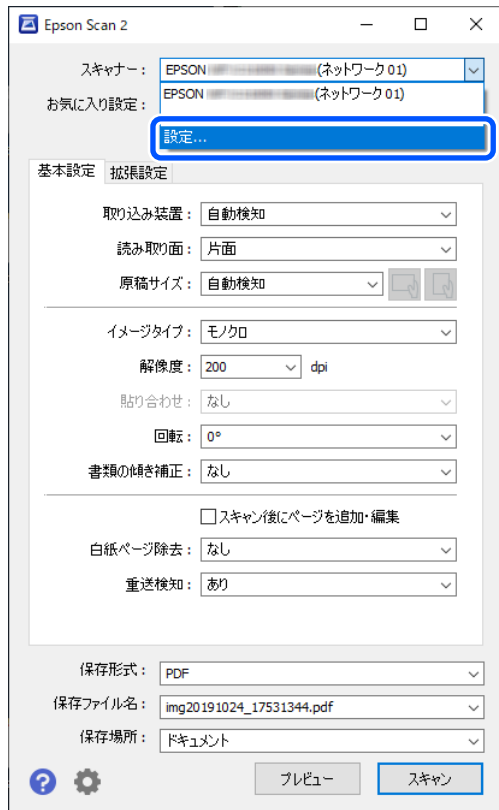 Epson Scan 2
スキャナー： EPSON (ネットワーク 01)
EPSON (ネットワーク 01)
お気に入り設定：
設定...
基本設定 拡張設定
取り込み装置： 自動検知
読み取り面： 片面
原稿サイズ： 自動検知
イメージタイプ： モノクロ
解像度： 200 dpi
貼り合わせ： なし
回転： 0°
書類の傾き補正： なし
スキャン後にページを追加・編集
白紙ページ除去： なし
重送検知： あり
保存形式： PDF
保存ファイル名： img20191024_17531344.pdf
保存場所： ドキュメント
プレビュー スキャン